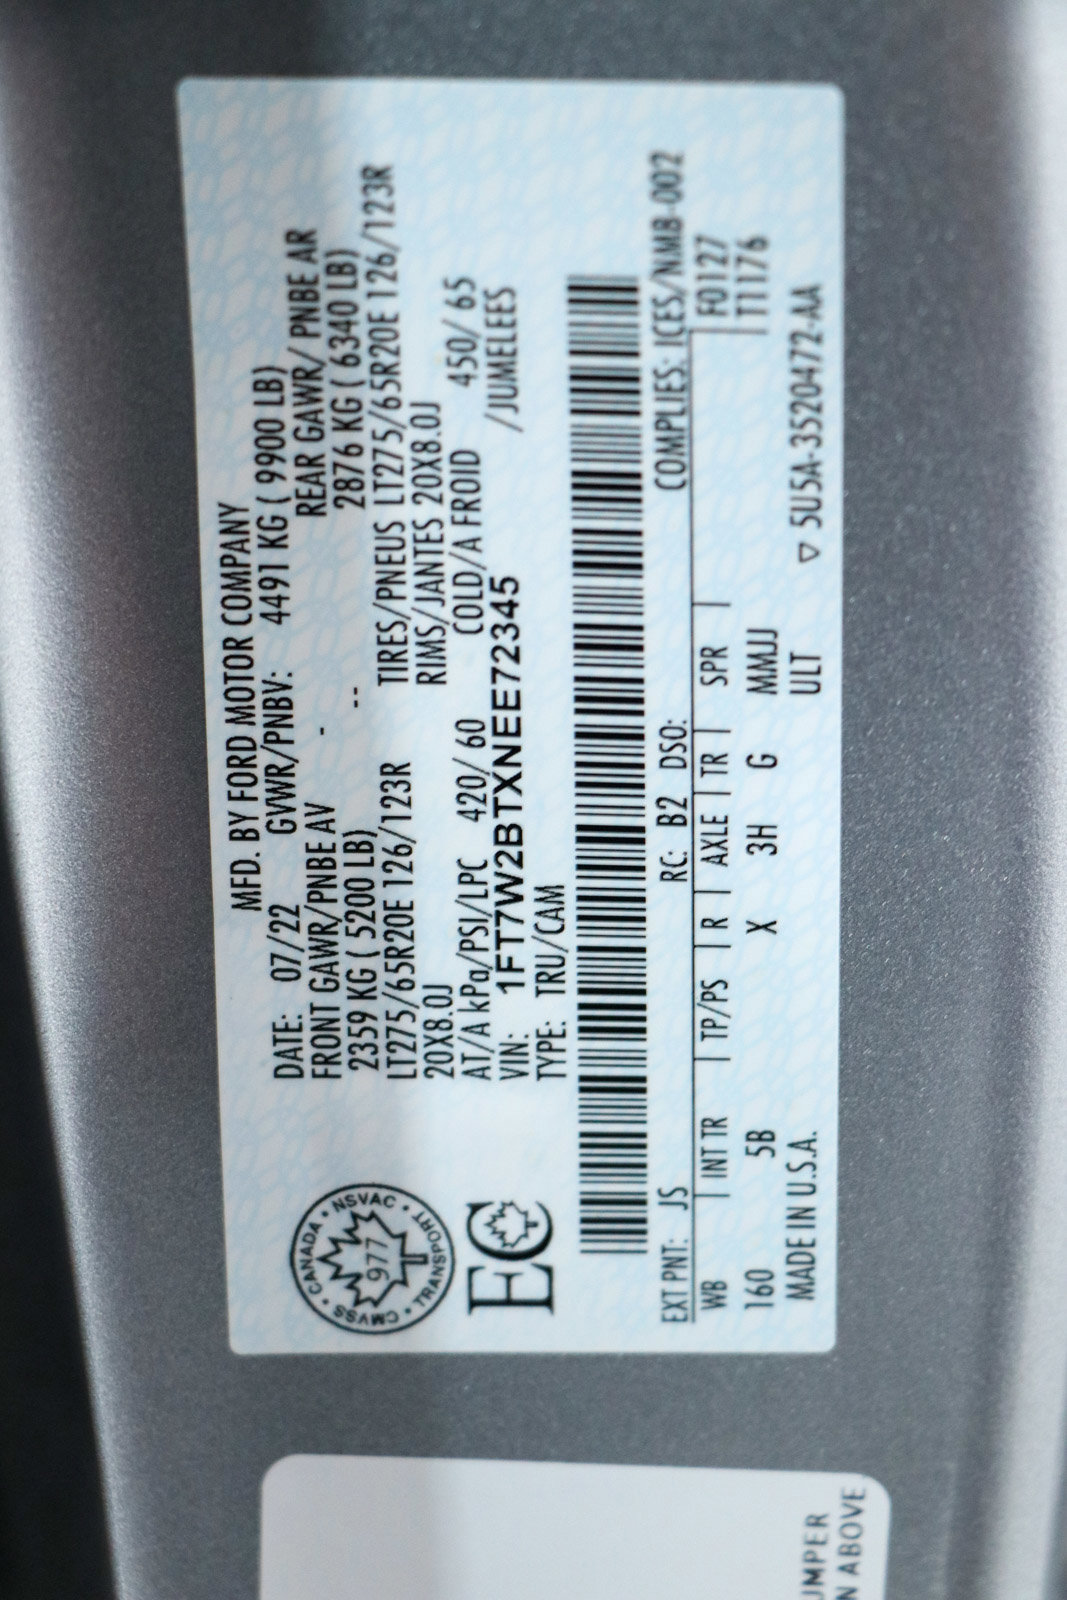 MFD. BY FORD MOTOR COMPANY
DATE: 07/22 GVWR/PNBV: 4491 KG ( 9900 LB)
FRONT GAWR/PNBE AV - REAR GAWR/ PNBE AR
2359 KG ( 5200 LB) -- 2876 KG ( 6340 LB)
LT275/65R20E 126/123R TIRES/PNEUS LT275/65R20E 126/123R
20X8.0J RIMS/JANTES 20X8.0J
AT/A kPa/PSI/LPC 420/ 60 COLD/A FROID 450/ 65
VIN: 1FT7W2BTXNEE72345 /JUMELEES
TYPE: TRU/CAM
CANADA • NSVAC • TRANSPORT • CMVSS •
977
EC
EXT PNT: JS RC: B2 DSO: COMPLIES: ICES/NMB-002
WB | INT TR | TP/PS | R | AXLE | TR | SPR | F0127
160 5B X 3H G MMJJ T1176
MADE IN U.S.A. ULT ▽ 5U5A-3520472-AA
UMPER
N ABOVE